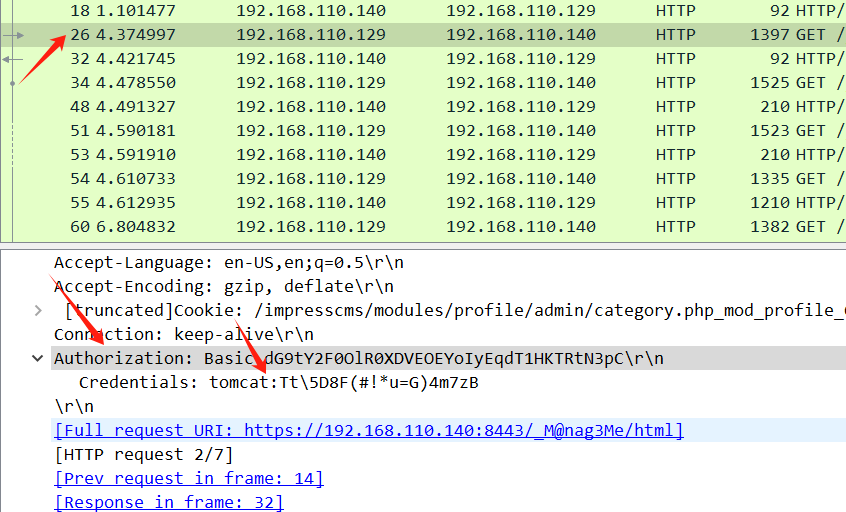 18 1.101477 192.168.110.140 192.168.110.129 HTTP 92 HTTP/
26 4.374997 192.168.110.129 192.168.110.140 HTTP 1397 GET /
32 4.421745 192.168.110.140 192.168.110.129 HTTP 92 HTTP/
34 4.478550 192.168.110.129 192.168.110.140 HTTP 1525 GET /
48 4.491327 192.168.110.140 192.168.110.129 HTTP 210 HTTP/
51 4.590181 192.168.110.129 192.168.110.140 HTTP 1523 GET /
53 4.591910 192.168.110.140 192.168.110.129 HTTP 210 HTTP/
54 4.610733 192.168.110.129 192.168.110.140 HTTP 1335 GET /
55 4.612935 192.168.110.140 192.168.110.129 HTTP 1210 HTTP/
60 6.804832 192.168.110.129 192.168.110.140 HTTP 1382 GET /
Accept-Language: en-US,en;q=0.5\r\n
Accept-Encoding: gzip, deflate\r\n
[truncated]Cookie: /impresscms/modules/profile/admin/category.php_mod_profile_
Connection: keep-alive\r\n
Authorization: Basic dG9tY2F0OlR0XDVEOEYoIyEqdT1HKTRtN3pC\r\n
Credentials: tomcat:Tt\5D8F(#!*u=G)4m7zB
\r\n
[Full request URI: https://192.168.110.140:8443/_M@nag3Me/html]
[HTTP request 2/7]
[Prev request in frame: 14]
[Response in frame: 32]